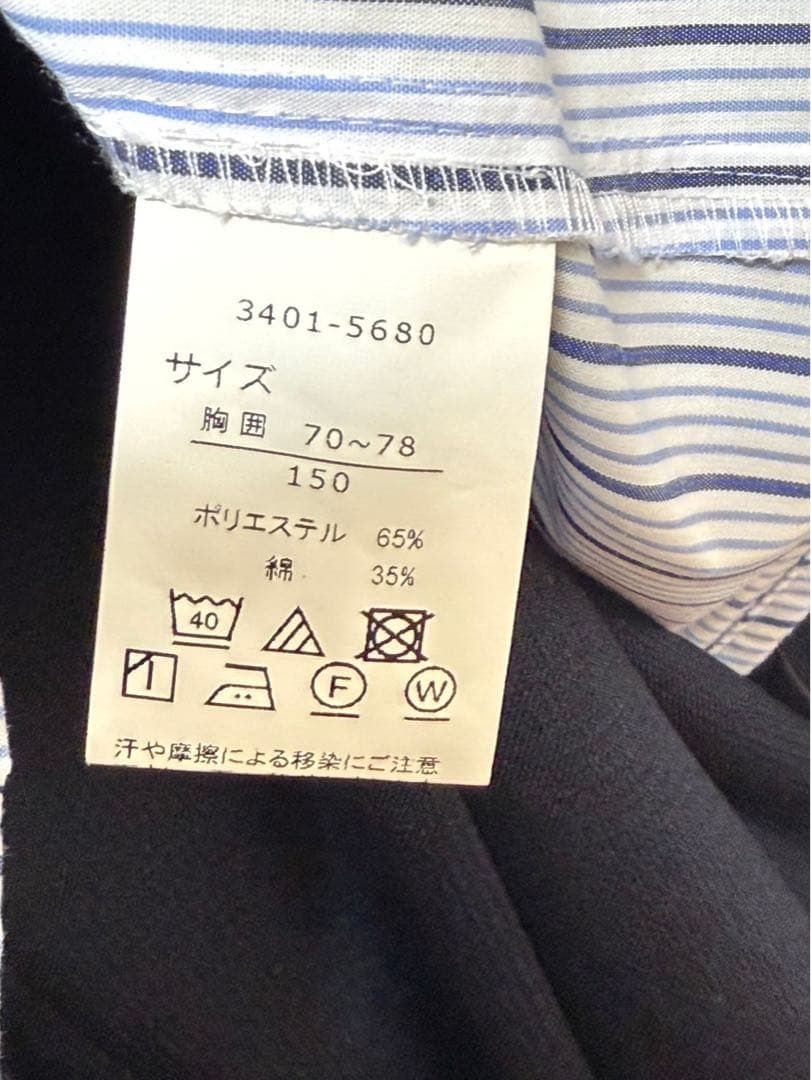 3401-5680
サイズ
胸囲 70~78
150
ポリエステル 65%
綿 35%
40
F W
汗や摩擦による移染にご注意